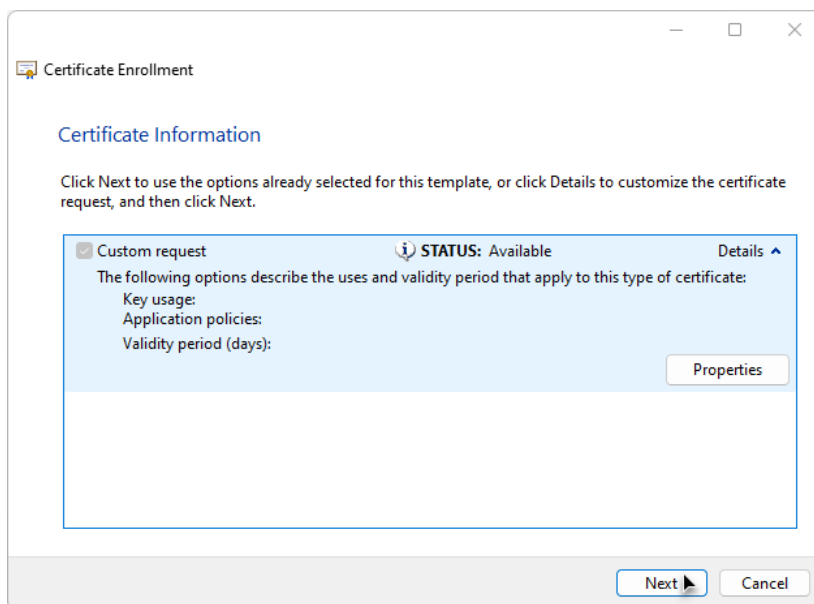 Certificate Enrollment
Certificate Information
Click Next to use the options already selected for this template, or click Details to customize the certificate
request, and then click Next.
Custom request STATUS: Available Details
The following options describe the uses and validity period that apply to this type of certificate:
Key usage:
Application policies:
Validity period (days):
Properties
Next Cancel